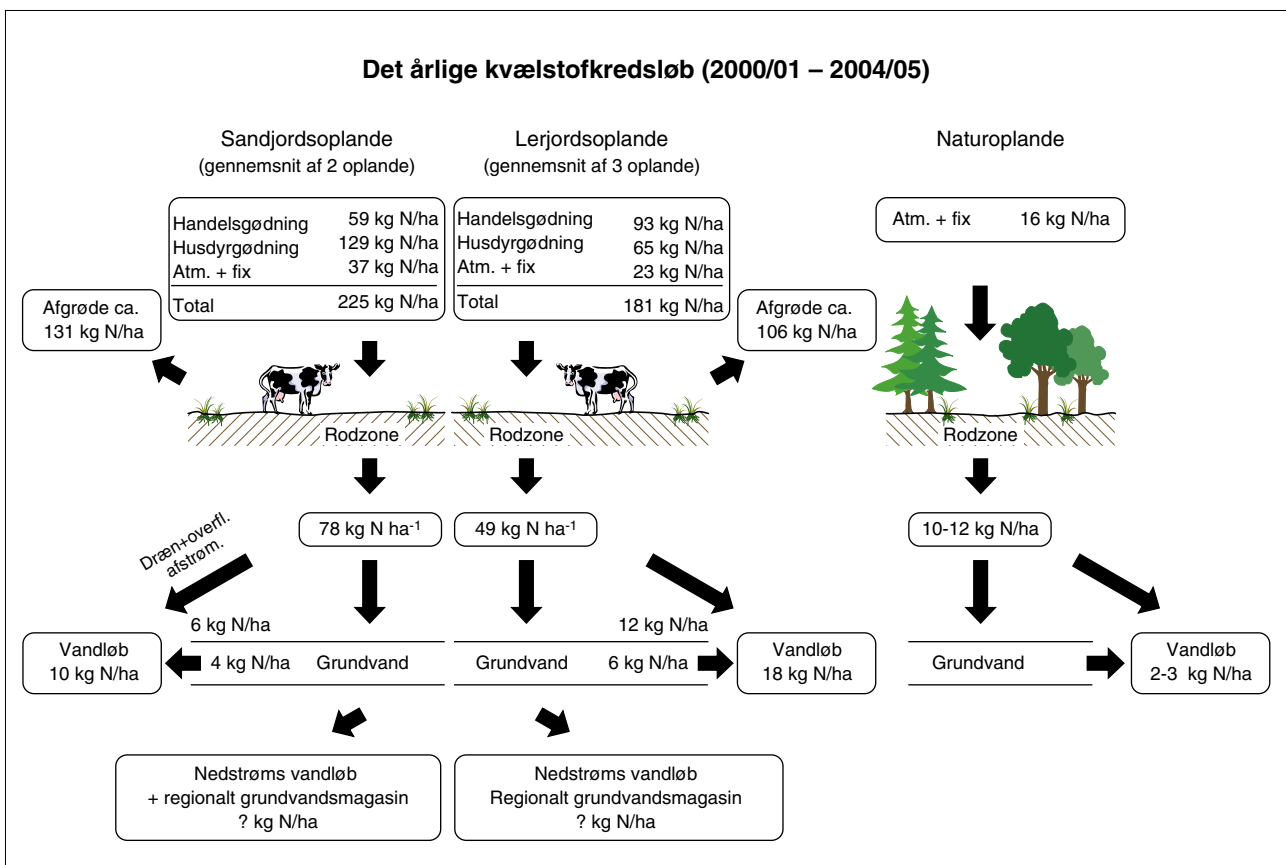 Det årlige kvælstofkredsløb (2000/01 – 2004/05)
Sandjordsoplande
(gennemsnit af 2 oplande)
Handelsgødning 59 kg N/ha
Husdyrgødning 129 kg N/ha
Atm. + fix 37 kg N/ha
Total 225 kg N/ha
Afgrøde ca.
131 kg N/ha
Rodzone
78 kg N ha⁻¹
Dræn+overfl.
afstrøm.
6 kg N/ha
4 kg N/ha Grundvand
Vandløb
10 kg N/ha
Nedstrøms vandløb
+ regionalt grundvandsmagasin
? kg N/ha
Lerjordsoplande
(gennemsnit af 3 oplande)
Handelsgødning 93 kg N/ha
Husdyrgødning 65 kg N/ha
Atm. + fix 23 kg N/ha
Total 181 kg N/ha
Afgrøde ca.
106 kg N/ha
Rodzone
49 kg N ha⁻¹
12 kg N/ha
Grundvand 6 kg N/ha
Vandløb
18 kg N/ha
Nedstrøms vandløb
Regionalt grundvandsmagasin
? kg N/ha
Naturoplande
Atm. + fix 16 kg N/ha
Rodzone
10-12 kg N/ha
Grundvand
Vandløb
2-3 kg N/ha